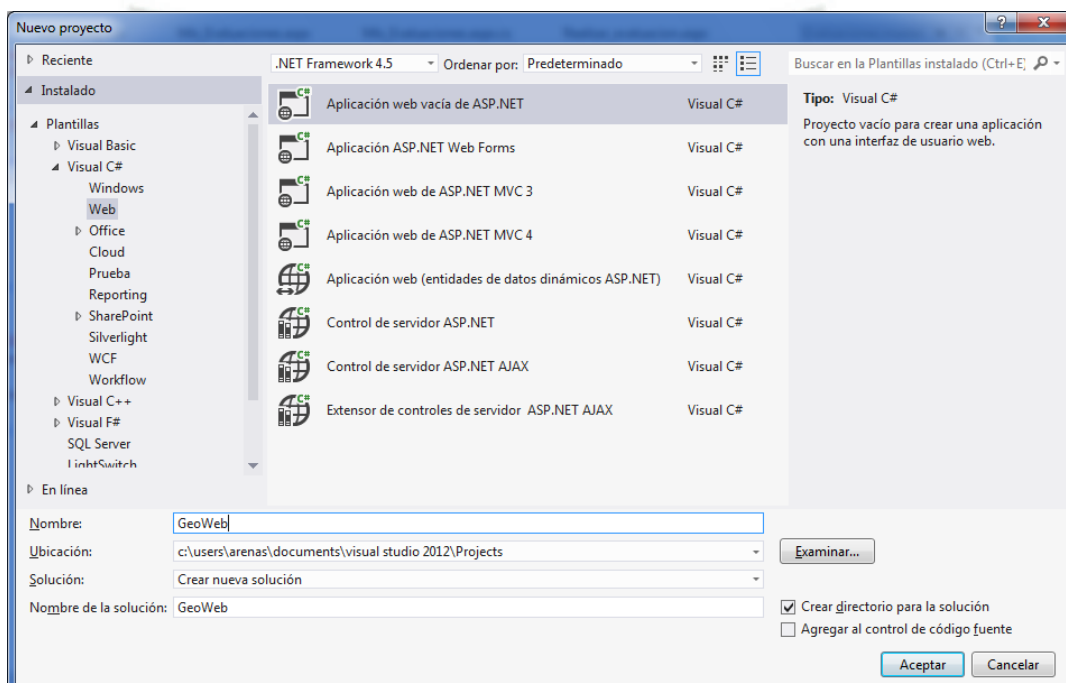 Nuevo proyecto
Reciente
.NET Framework 4.5
Ordenar por: Predeterminado
Buscar en la Plantillas instalado (Ctrl+E)
Instalado
Plantillas
Visual Basic
Visual C#
Windows
Web
Office
Cloud
Prueba
Reporting
SharePoint
Silverlight
WCF
Workflow
Visual C++
Visual F#
SQL Server
LightSwitch
En línea
Aplicación web vacía de ASP.NET Visual C#
Aplicación ASP.NET Web Forms Visual C#
Aplicación web de ASP.NET MVC 3 Visual C#
Aplicación web de ASP.NET MVC 4 Visual C#
Aplicación web (entidades de datos dinámicos ASP.NET) Visual C#
Control de servidor ASP.NET Visual C#
Control de servidor ASP.NET AJAX Visual C#
Extensor de controles de servidor ASP.NET AJAX Visual C#
Tipo: Visual C#
Proyecto vacío para crear una aplicación
con una interfaz de usuario web.
Nombre: GeoWeb
Ubicación: c:\users\arenas\documents\visual studio 2012\Projects
Examinar...
Solución: Crear nueva solución
Nombre de la solución: GeoWeb
Crear directorio para la solución
Agregar al control de código fuente
Aceptar
Cancelar